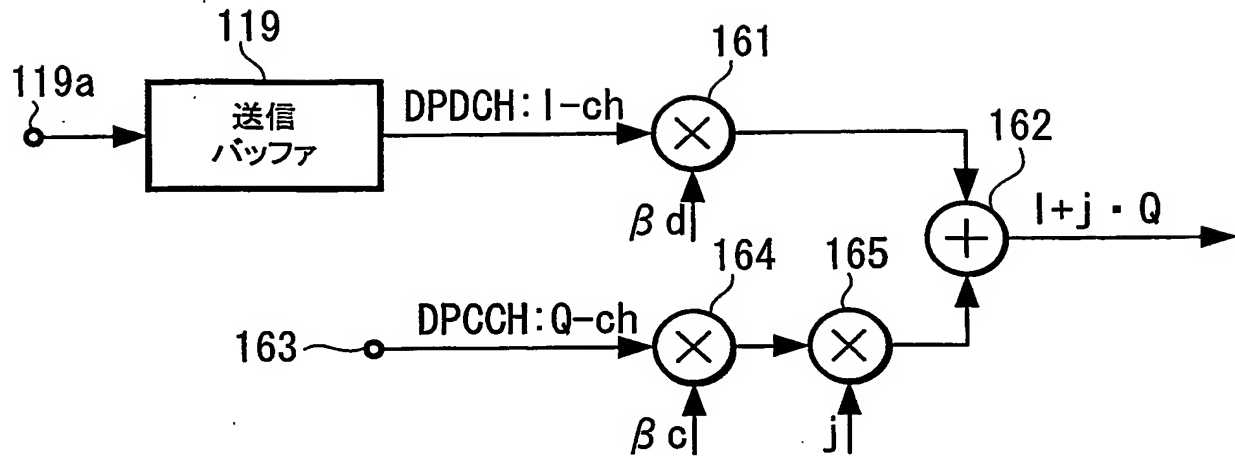 119
119a
送信
バッファ
DPDCH:I-ch
161
βd
162
I+j・Q
163
DPCCH:Q-ch
164
βc
165
j